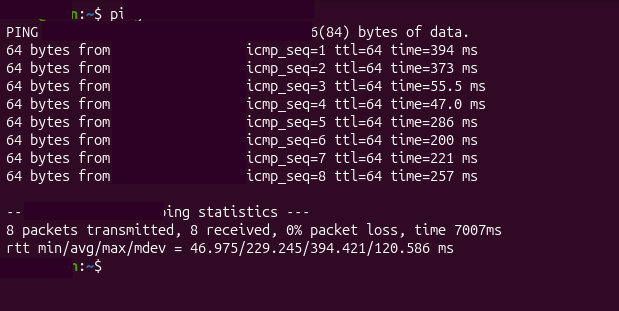 :~$ ping
PING 6(84) bytes of data.
64 bytes from icmp_seq=1 ttl=64 time=394 ms
64 bytes from icmp_seq=2 ttl=64 time=373 ms
64 bytes from icmp_seq=3 ttl=64 time=55.5 ms
64 bytes from icmp_seq=4 ttl=64 time=47.0 ms
64 bytes from icmp_seq=5 ttl=64 time=286 ms
64 bytes from icmp_seq=6 ttl=64 time=200 ms
64 bytes from icmp_seq=7 ttl=64 time=221 ms
64 bytes from icmp_seq=8 ttl=64 time=257 ms
-- ping statistics ---
8 packets transmitted, 8 received, 0% packet loss, time 7007ms
rtt min/avg/max/mdev = 46.975/229.245/394.421/120.586 ms
:~$